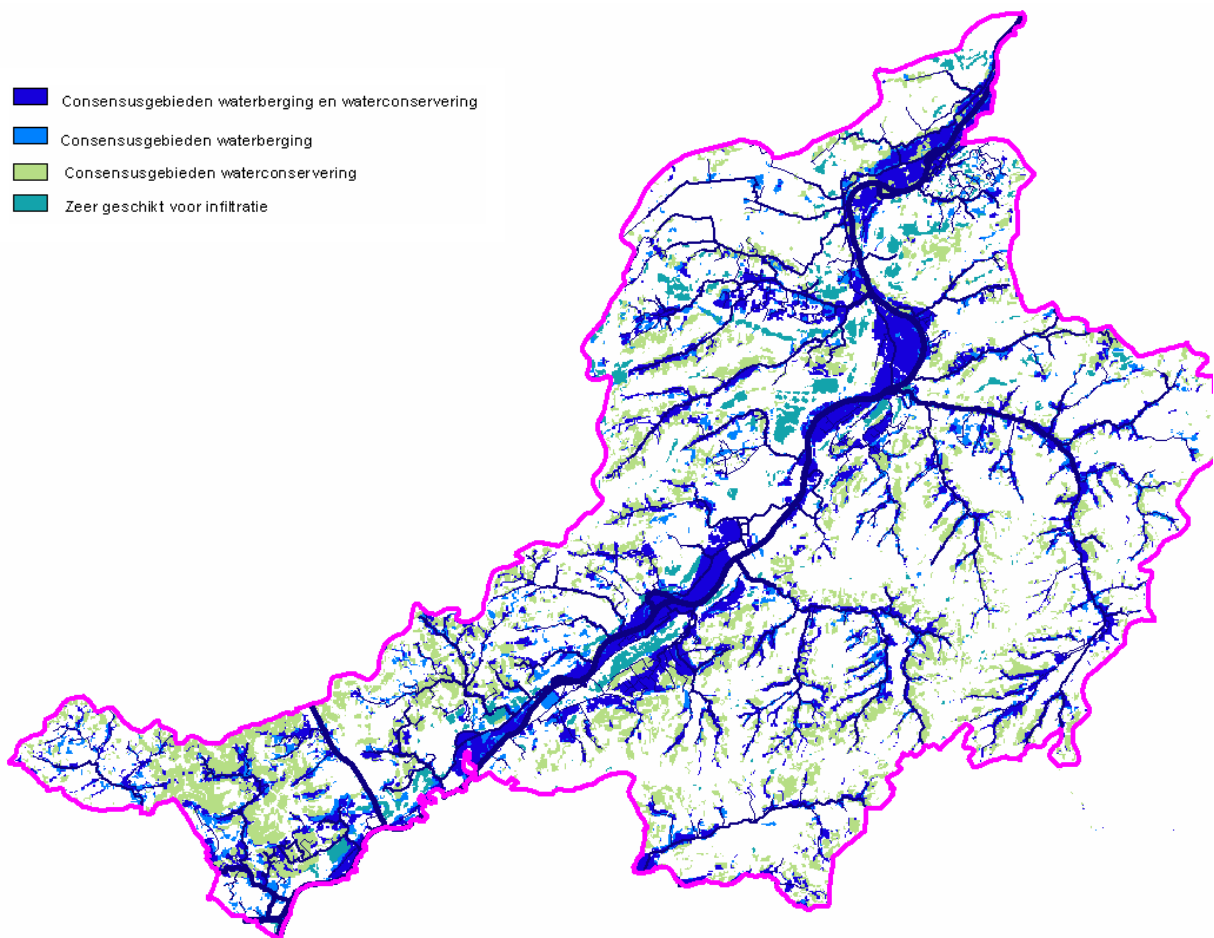 Consensusgebieden waterberging en waterconservering
Consensusgebieden waterberging
Consensusgebieden waterconservering
Zeer geschikt voor infiltratie